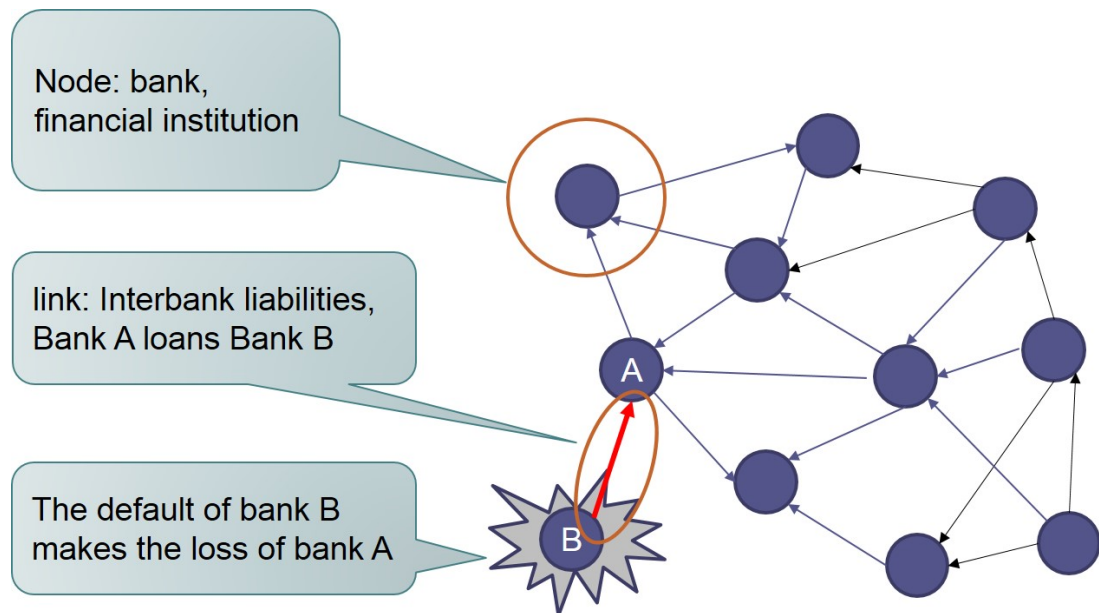 Node: bank,
financial institution
link: Interbank liabilities,
Bank A loans Bank B
A
The default of bank B
makes the loss of bank A
B